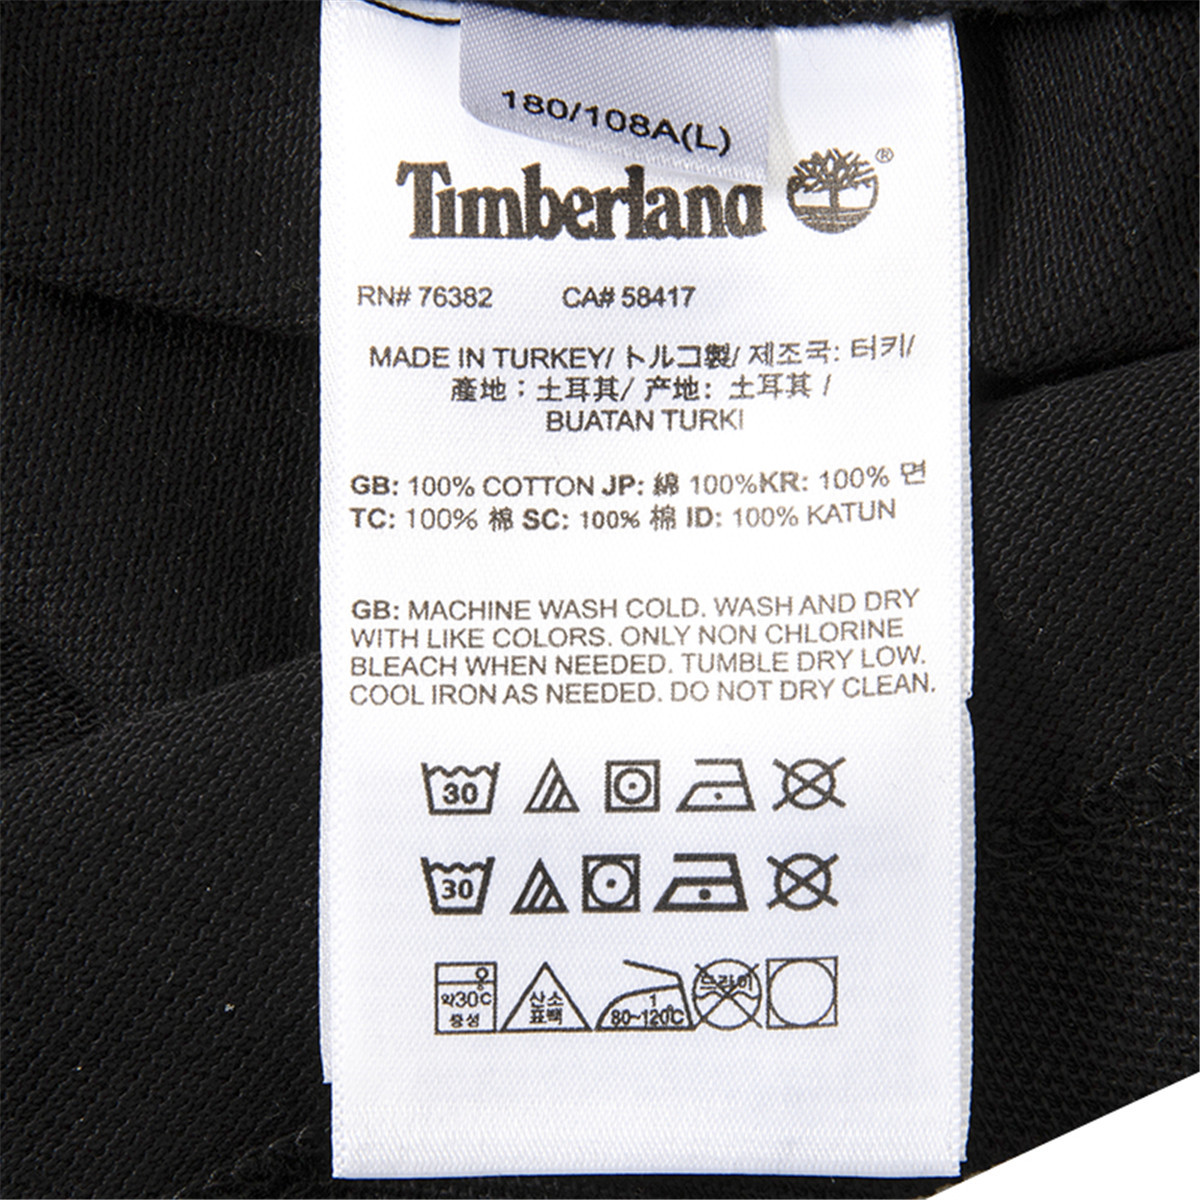 180/108A(L)
Timberland ®
RN# 76382 CA# 58417
MADE IN TURKEY/ トルコ製/ 제조국: 터키/
產地：土耳其/ 产地: 土耳其 /
BUATAN TURKI
GB: 100% COTTON JP: 綿 100%KR: 100% 면
TC: 100% 棉 SC: 100% 棉 ID: 100% KATUN
GB: MACHINE WASH COLD. WASH AND DRY
WITH LIKE COLORS. ONLY NON CHLORINE
BLEACH WHEN NEEDED. TUMBLE DRY LOW.
COOL IRON AS NEEDED. DO NOT DRY CLEAN.
30
30
약30℃ 산소 1 드라이
중성 표백 80~120℃